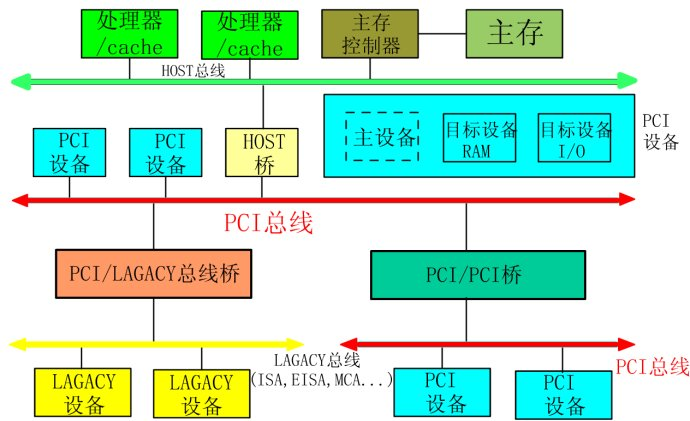 处理器
/cache
处理器
/cache
主存
控制器
主存
HOST总线
PCI
设备
PCI
设备
HOST
桥
主设备
目标设备
RAM
目标设备
I/O
PCI
设备
PCI总线
PCI/LAGACY总线桥
PCI/PCI桥
LAGACY总线
(ISA,EISA,MCA...)
PCI总线
LAGACY
设备
LAGACY
设备
PCI
设备
PCI
设备